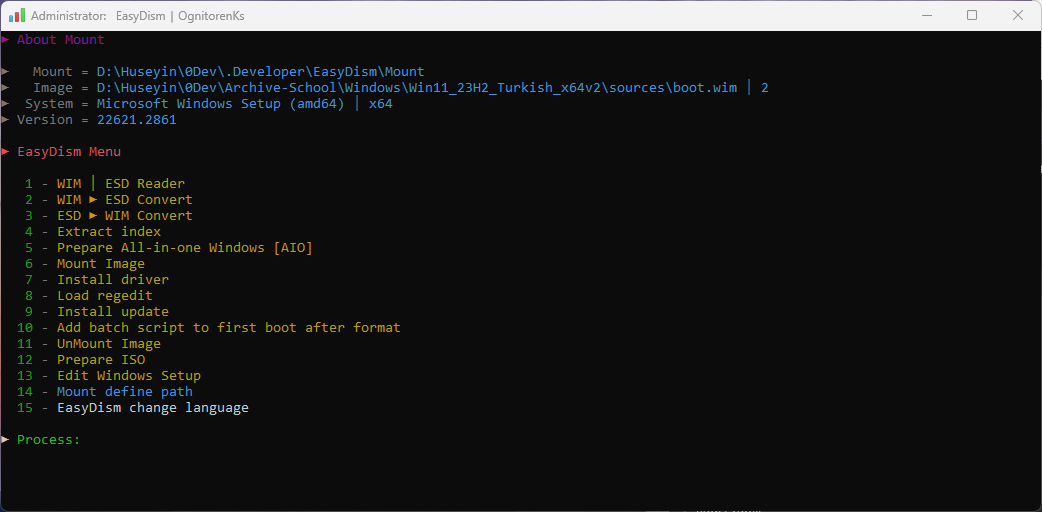 Administrator: EasyDism | OgnitorenKs
► About Mount
► Mount = D:\Huseyin\0Dev\.Developer\EasyDism\Mount
► Image = D:\Huseyin\0Dev\Archive-School\Windows\Win11_23H2_Turkish_x64v2\sources\boot.wim │ 2
► System = Microsoft Windows Setup (amd64) │ x64
► Version = 22621.2861
► EasyDism Menu
1 - WIM │ ESD Reader
2 - WIM ► ESD Convert
3 - ESD ► WIM Convert
4 - Extract index
5 - Prepare All-in-one Windows [AIO]
6 - Mount Image
7 - Install driver
8 - Load regedit
9 - Install update
10 - Add batch script to first boot after format
11 - UnMount Image
12 - Prepare ISO
13 - Edit Windows Setup
14 - Mount define path
15 - EasyDism change language
► Process: